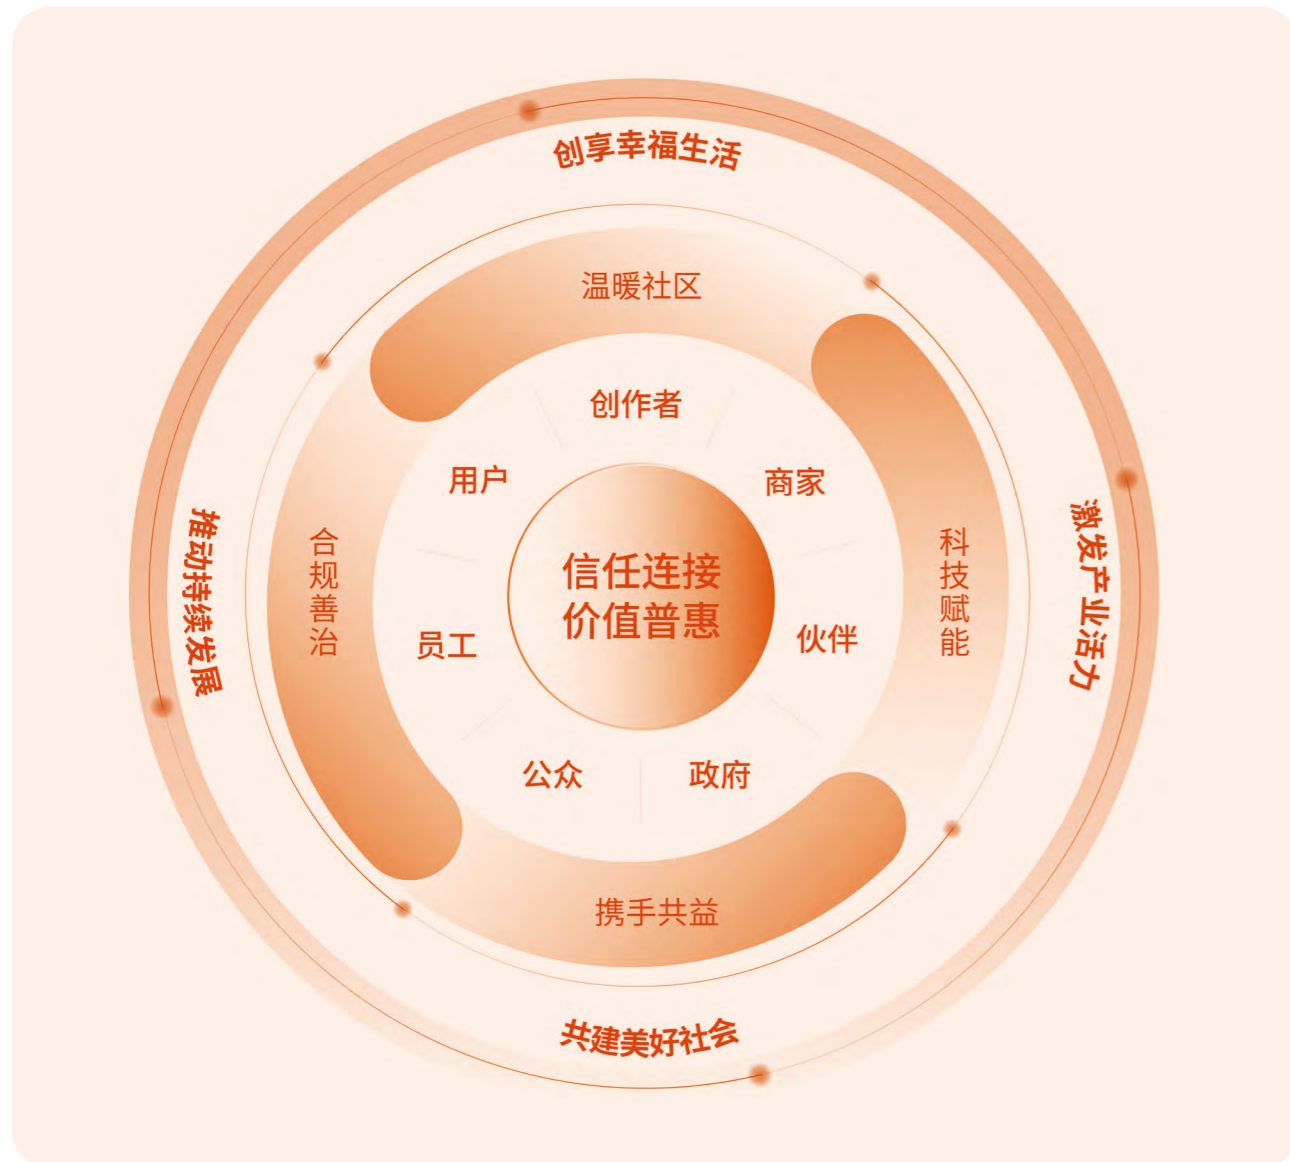 创享幸福生活
温暖社区
创作者
用户
商家
推动持续发展
合规善治
信任连接
价值普惠
科技赋能
激发产业活力
员工
伙伴
公众
政府
携手共益
共建美好社会